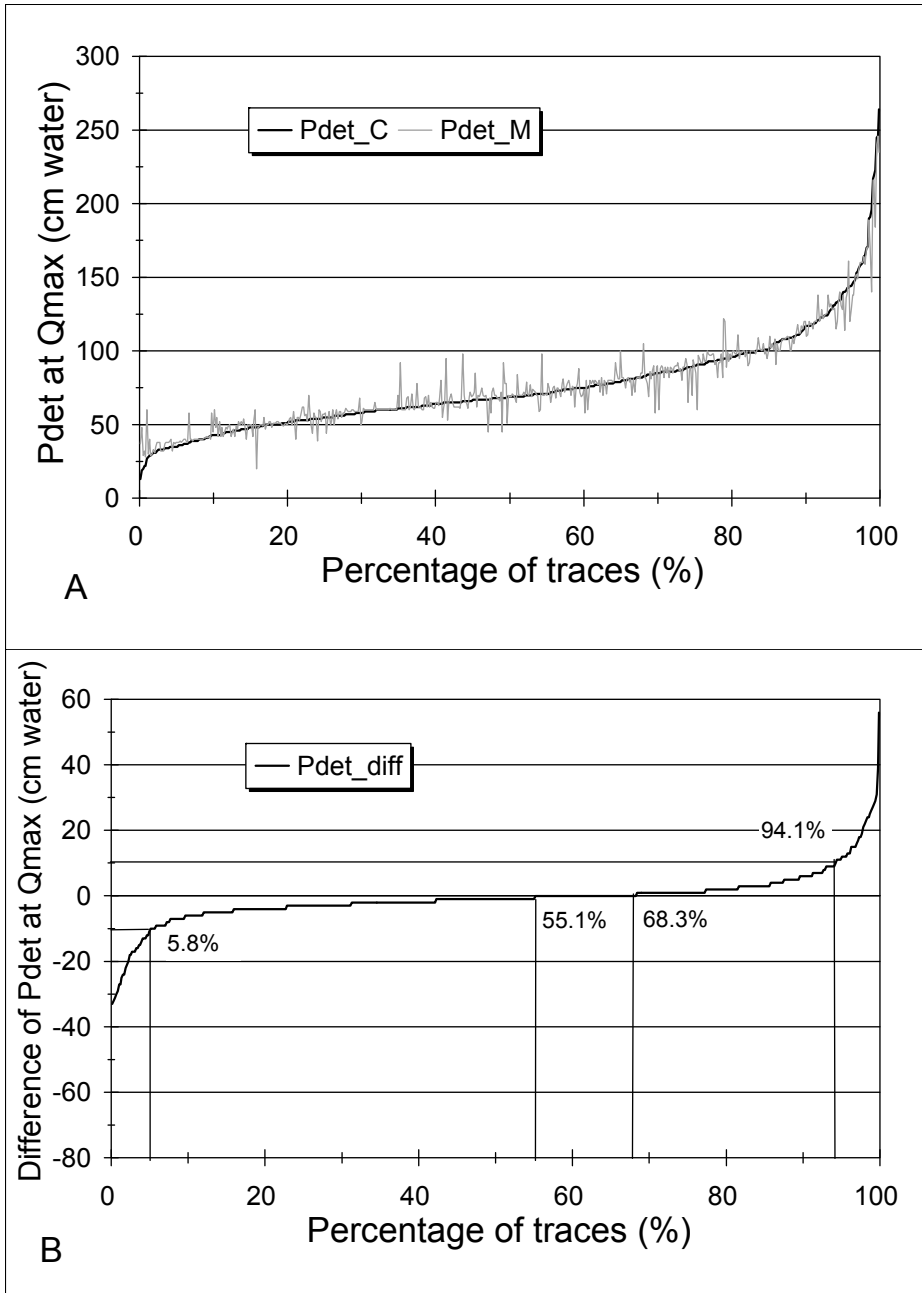 300
250
200
150
100
50
0
Pdet at Qmax (cm water)
Pdet_C Pdet_M
0 20 40 60 80 100
Percentage of traces (%)
A
60
40
20
0
-20
-40
-60
-80
Difference of Pdet at Qmax (cm water)
Pdet_diff
94.1%
5.8%
55.1%
68.3%
0 20 40 60 80 100
Percentage of traces (%)
B